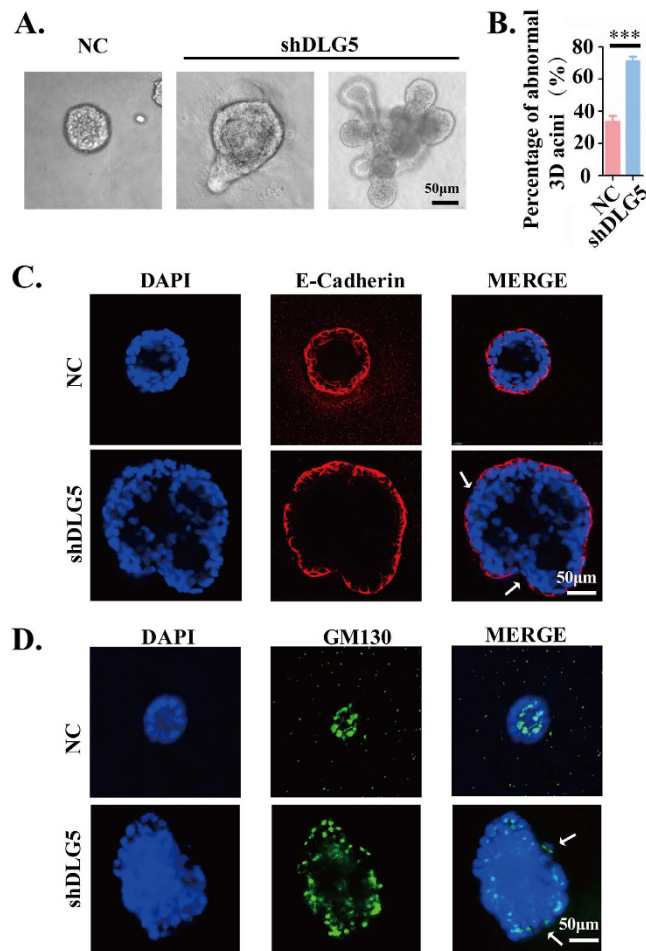 A.
NC
shDLG5
50μm
B.
Percentage of abnormal
3D acini (%)
***
80
60
40
20
0
NC
shDLG5
C.
DAPI
E-Cadherin
MERGE
NC
shDLG5
50μm
D.
DAPI
GM130
MERGE
NC
shDLG5
50μm